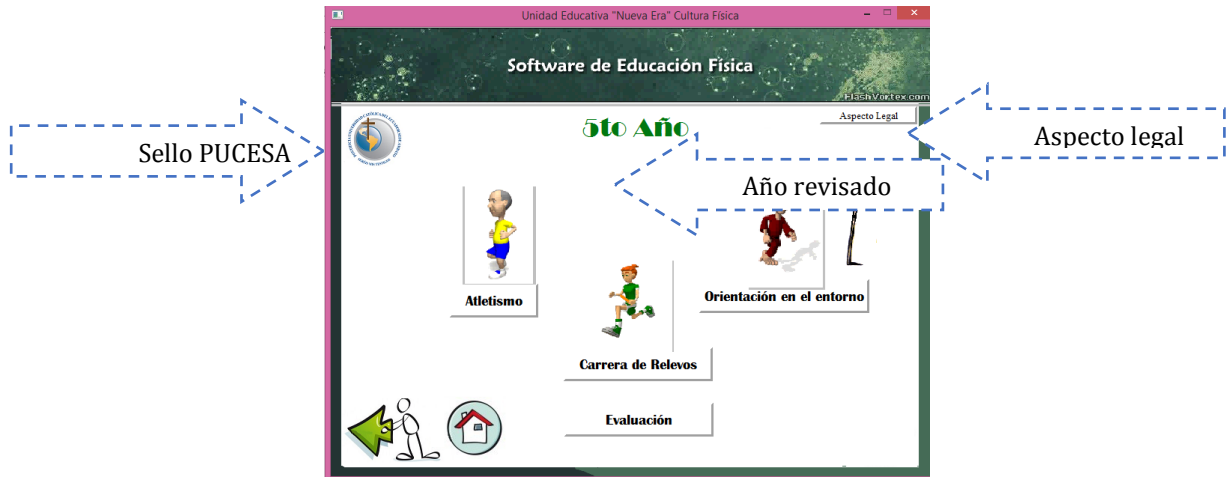 Unidad Educativa "Nueva Era" Cultura Física
Software de Educación Física
FlashVortex.com
5to Año
Aspecto Legal
Sello PUCESA
Aspecto legal
Año revisado
Atletismo
Orientación en el entorno
Carrera de Relevos
Evaluación